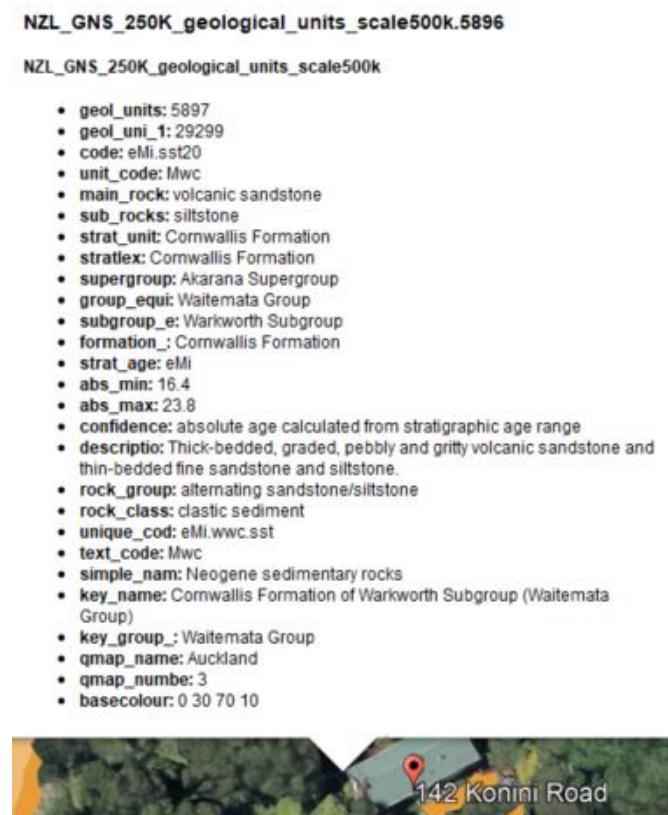 NZL_GNS_250K_geological_units_scale500k.5896
NZL_GNS_250K_geological_units_scale500k
• geol_units: 5897
• geol_uni_1: 29299
• code: eMi.sst20
• unit_code: Mwc
• main_rock: volcanic sandstone
• sub_rocks: siltstone
• strat_unit: Cornwallis Formation
• stratlex: Cornwallis Formation
• supergroup: Akarana Supergroup
• group_equi: Waitemata Group
• subgroup_e: Warkworth Subgroup
• formation_: Cornwallis Formation
• strat_age: eMi
• abs_min: 16.4
• abs_max: 23.8
• confidence: absolute age calculated from stratigraphic age range
• descriptio: Thick-bedded, graded, pebbly and gritty volcanic sandstone and
thin-bedded fine sandstone and siltstone.
• rock_group: alternating sandstone/siltstone
• rock_class: clastic sediment
• unique_cod: eMi.wwc.sst
• text_code: Mwc
• simple_nam: Neogene sedimentary rocks
• key_name: Cornwallis Formation of Warkworth Subgroup (Waitemata
Group)
• key_group_: Waitemata Group
• qmap_name: Auckland
• qmap_numbe: 3
• basecolour: 0 30 70 10
142 Konini Road